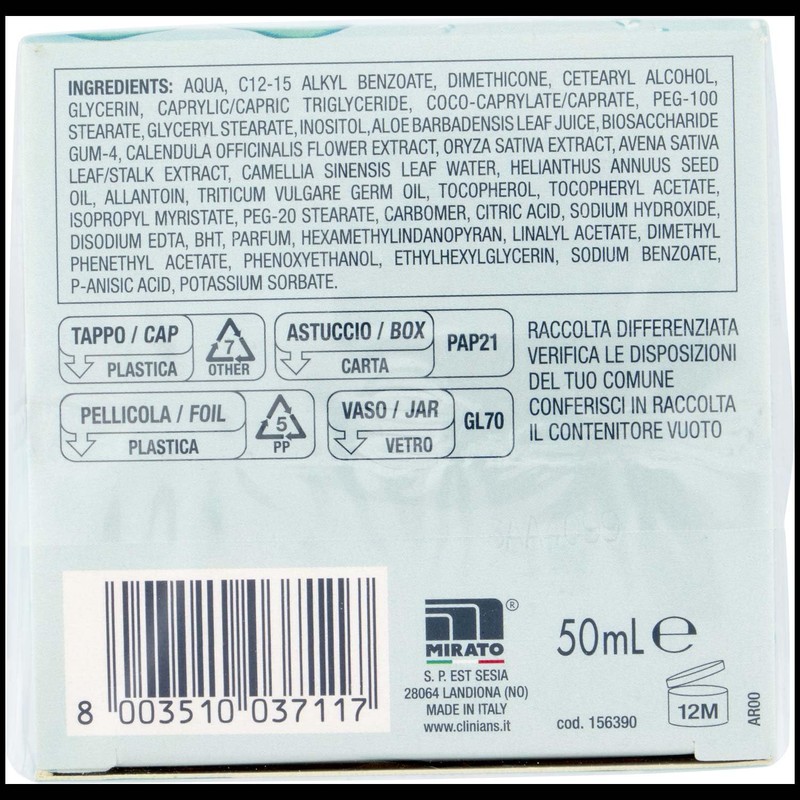 INGREDIENTS: AQUA, C12-15 ALKYL BENZOATE, DIMETHICONE, CETEARYL ALCOHOL,
GLYCERIN, CAPRYLIC/CAPRIC TRIGLYCERIDE, COCO-CAPRYLATE/CAPRATE, PEG-100
STEARATE, GLYCERYL STEARATE, INOSITOL, ALOE BARBADENSIS LEAF JUICE, BIOSACCHARIDE
GUM-4, CALENDULA OFFICINALIS FLOWER EXTRACT, ORYZA SATIVA EXTRACT, AVENA SATIVA
LEAF/STALK EXTRACT, CAMELLIA SINENSIS LEAF WATER, HELIANTHUS ANNUUS SEED
OIL, ALLANTOIN, TRITICUM VULGARE GERM OIL, TOCOPHEROL, TOCOPHERYL ACETATE,
ISOPROPYL MYRISTATE, PEG-20 STEARATE, CARBOMER, CITRIC ACID, SODIUM HYDROXIDE,
DISODIUM EDTA, BHT, PARFUM, HEXAMETHYLINDANOPYRAN, LINALYL ACETATE, DIMETHYL
PHENETHYL ACETATE, PHENOXYETHANOL, ETHYLHEXYLGLYCERIN, SODIUM BENZOATE,
P-ANISIC ACID, POTASSIUM SORBATE.
TAPPO / CAP
PLASTICA
7
OTHER
ASTUCCIO / BOX
CARTA
PAP21
PELLICOLA / FOIL
PLASTICA
5
PP
VASO / JAR
VETRO
GL70
RACCOLTA DIFFERENZIATA
VERIFICA LE DISPOSIZIONI
DEL TUO COMUNE
CONFERISCI IN RACCOLTA
IL CONTENITORE VUOTO
8 003510 037117
MIRATO ®
S. P. EST SESIA
28064 LANDIONA (NO)
MADE IN ITALY
www.clinians.it
50mL e
cod. 156390
12M
AR00